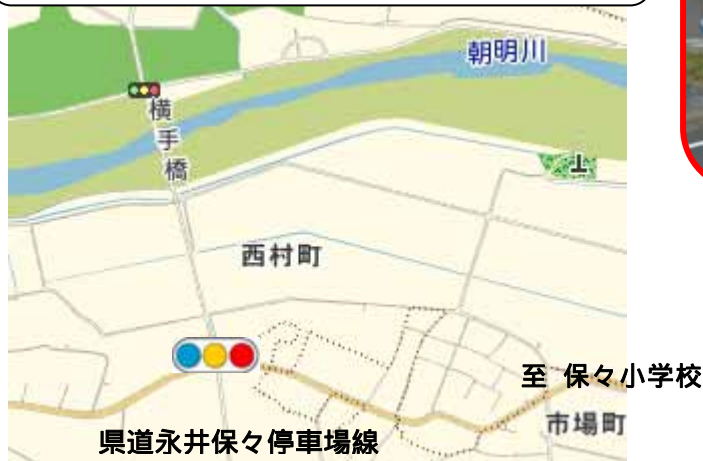 朝明川
横手橋
西村町
至 保々小学校
市場町
県道永井保々停車場線